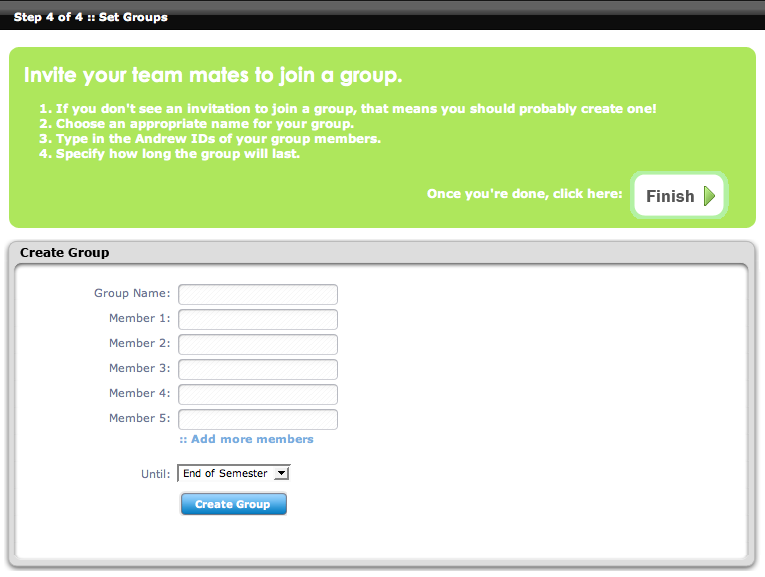 Step 4 of 4 :: Set Groups
Invite your team mates to join a group.
1. If you don't see an invitation to join a group, that means you should probably create one!
2. Choose an appropriate name for your group.
3. Type in the Andrew IDs of your group members.
4. Specify how long the group will last.
Once you're done, click here: Finish
Create Group
Group Name:
Member 1:
Member 2:
Member 3:
Member 4:
Member 5:
:: Add more members
Until: End of Semester
Create Group